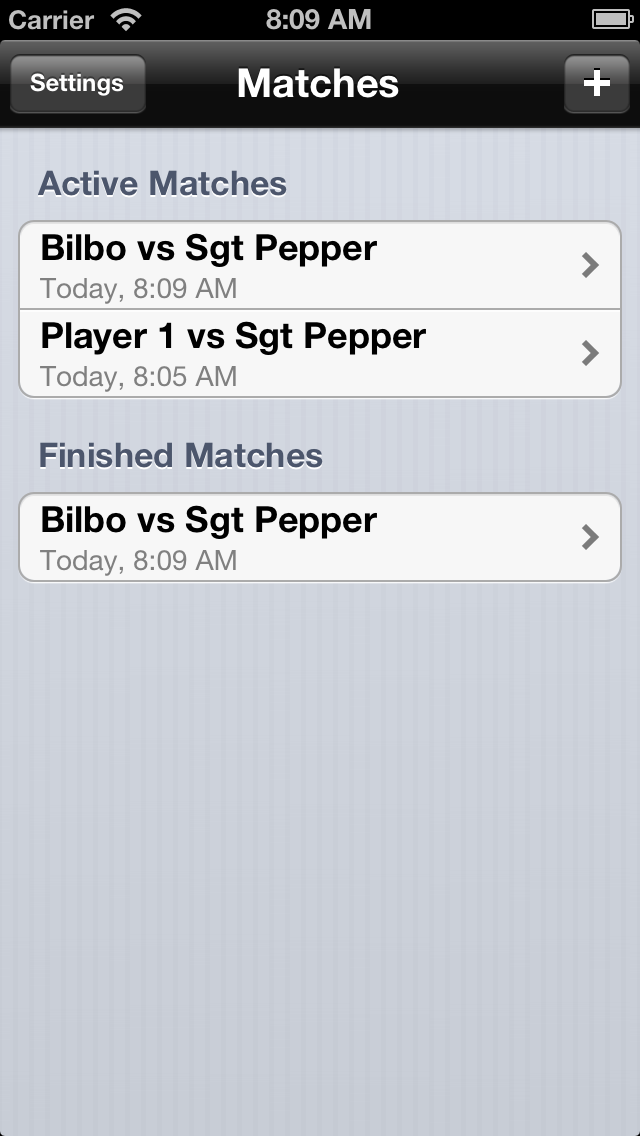 Carrier 8:09 AM
Settings Matches +
Active Matches
Bilbo vs Sgt Pepper
Today, 8:09 AM
Player 1 vs Sgt Pepper
Today, 8:05 AM
Finished Matches
Bilbo vs Sgt Pepper
Today, 8:09 AM